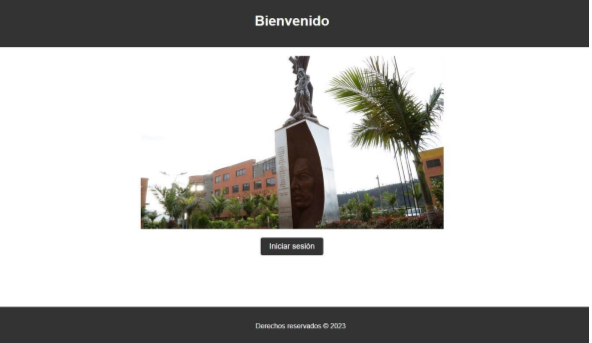 Bienvenido
Iniciar sesión
Derechos reservados © 2023